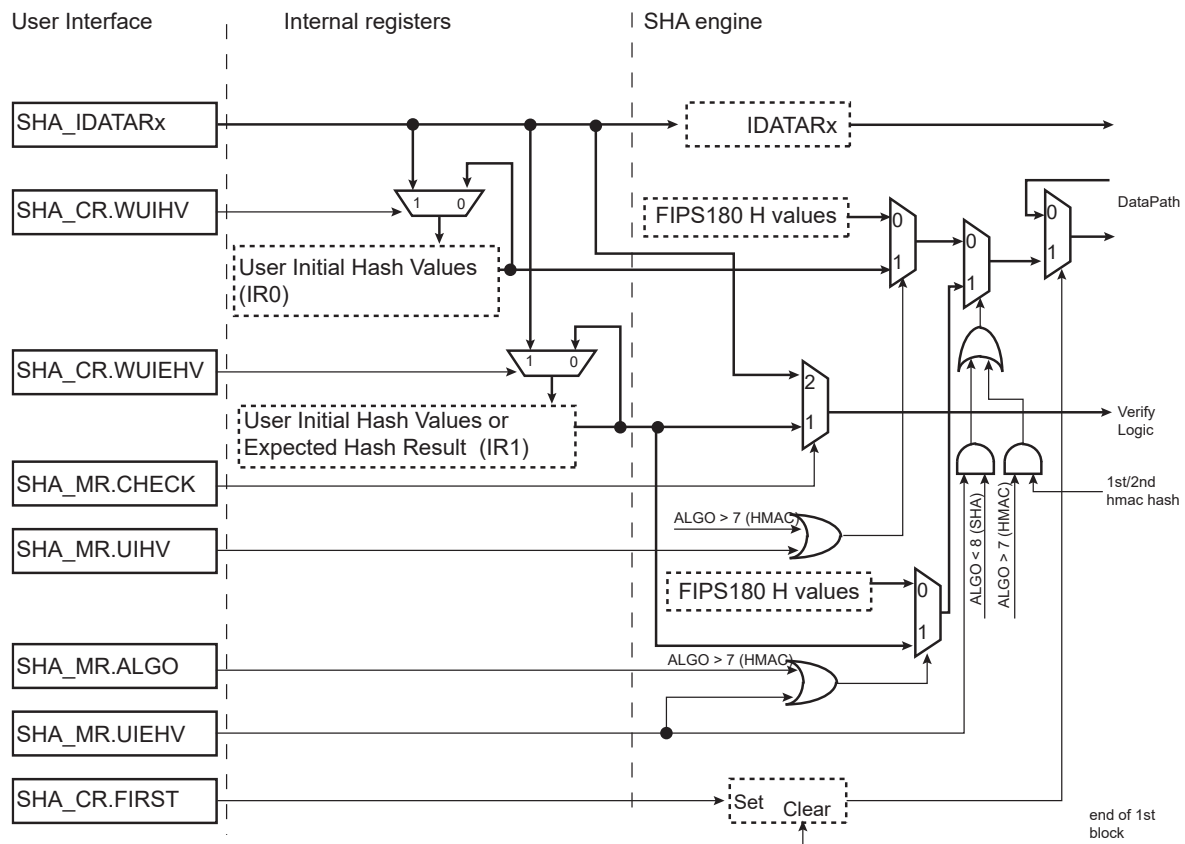 User Interface
Internal registers
SHA engine
SHA_IDATARx
IDATARx
SHA_CR.WUIHV
1 0
FIPS180 H values
0
1
0
1
0
1
DataPath
User Initial Hash Values
(IR0)
SHA_CR.WUIEHV
1 0
2
1
User Initial Hash Values or
Expected Hash Result (IR1)
Verify
Logic
SHA_MR.CHECK
1st/2nd
hmac hash
ALGO < 8 (SHA)
ALGO > 7 (HMAC)
SHA_MR.UIHV
ALGO > 7 (HMAC)
FIPS180 H values
0
1
SHA_MR.ALGO
ALGO > 7 (HMAC)
SHA_MR.UIEHV
SHA_CR.FIRST
Set Clear
end of 1st
block